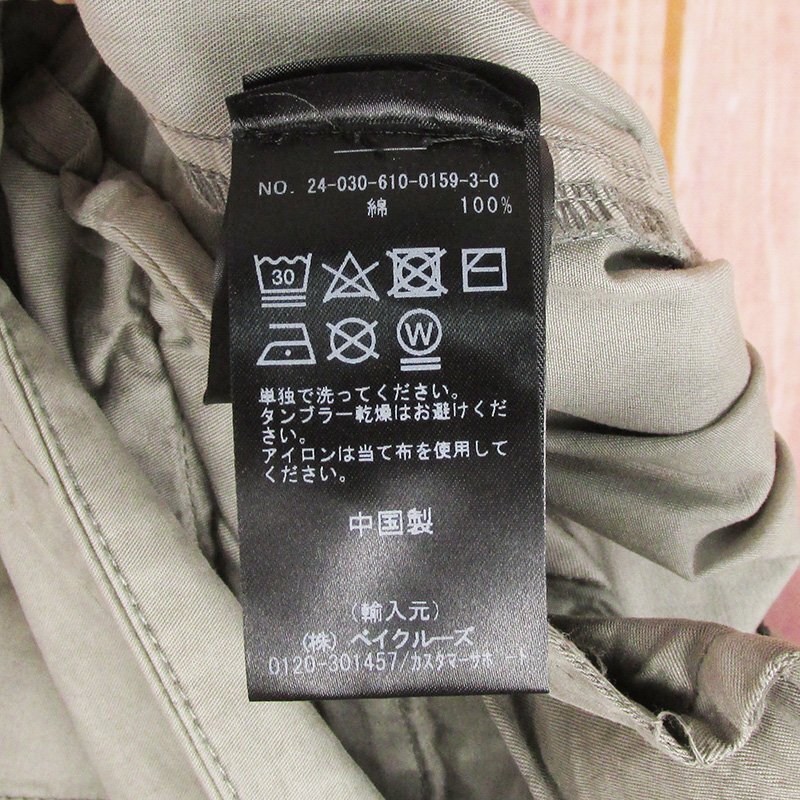 NO. 24-030-610-0159-3-0
綿 100%
30
W
単独で洗ってください。
タンブラー乾燥はお避けくだ
さい。
アイロンは当て布を使用して
ください。
中国製
(輸入元)
(株) ベイクルーズ
0120-301457/カスタマーサポート